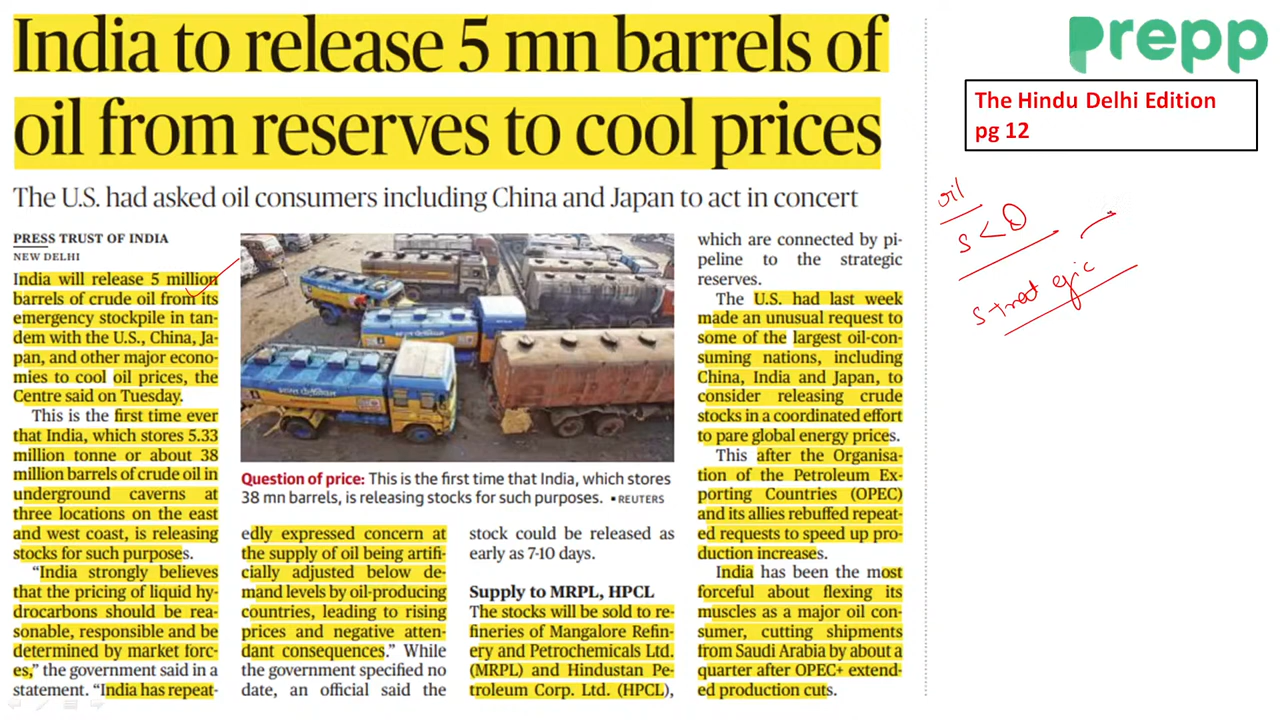 India to release 5 mn barrels of
oil from reserves to cool prices
The U.S. had asked oil consumers including China and Japan to act in concert
PRESS TRUST OF INDIA
NEW DELHI
India will release 5 million
barrels of crude oil from its
emergency stockpile in tan-
dem with the U.S., China, Ja-
pan, and other major econo-
mies to cool oil prices, the
Centre said on Tuesday.
This is the first time ever
that India, which stores 5.33
million tonne or about 38
million barrels of crude oil in
underground caverns at
three locations on the east
and west coast, is releasing
stocks for such purposes.
“India strongly believes
that the pricing of liquid hy-
drocarbons should be rea-
sonable, responsible and be
determined by market forc-
es,” the government said in a
statement. “India has repeat-
Question of price: This is the first time that India, which stores
38 mn barrels, is releasing stocks for such purposes. ▪REUTERS
edly expressed concern at
the supply of oil being artifi-
cially adjusted below de-
mand levels by oil-producing
countries, leading to rising
prices and negative atten-
dant consequences.” While
the government specified no
date, an official said the
stock could be released as
early as 7-10 days.
Supply to MRPL, HPCL
The stocks will be sold to re-
fineries of Mangalore Refin-
ery and Petrochemicals Ltd.
(MRPL) and Hindustan Pe-
troleum Corp. Ltd. (HPCL),
which are connected by pi-
peline to the strategic
reserves.
The U.S. had last week
made an unusual request to
some of the largest oil-con-
suming nations, including
China, India and Japan, to
consider releasing crude
stocks in a coordinated effort
to pare global energy prices.
This after the Organisa-
tion of the Petroleum Ex-
porting Countries (OPEC)
and its allies rebuffed repeat-
ed requests to speed up pro-
duction increases.
India has been the most
forceful about flexing its
muscles as a major oil con-
sumer, cutting shipments
from Saudi Arabia by about a
quarter after OPEC+ extend-
ed production cuts.
prepp
The Hindu Delhi Edition
pg 12
oil
S < D
strategic